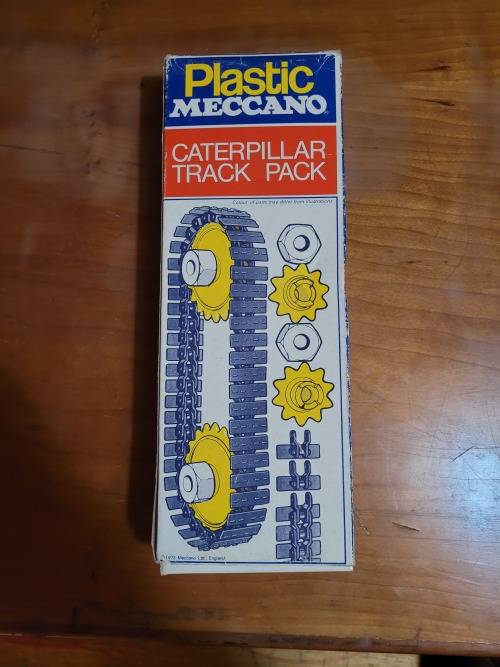 Plastic
MECCANO
CATERPILLAR
TRACK PACK
Colour of parts may differ from illustrations
Meccano Ltd., England